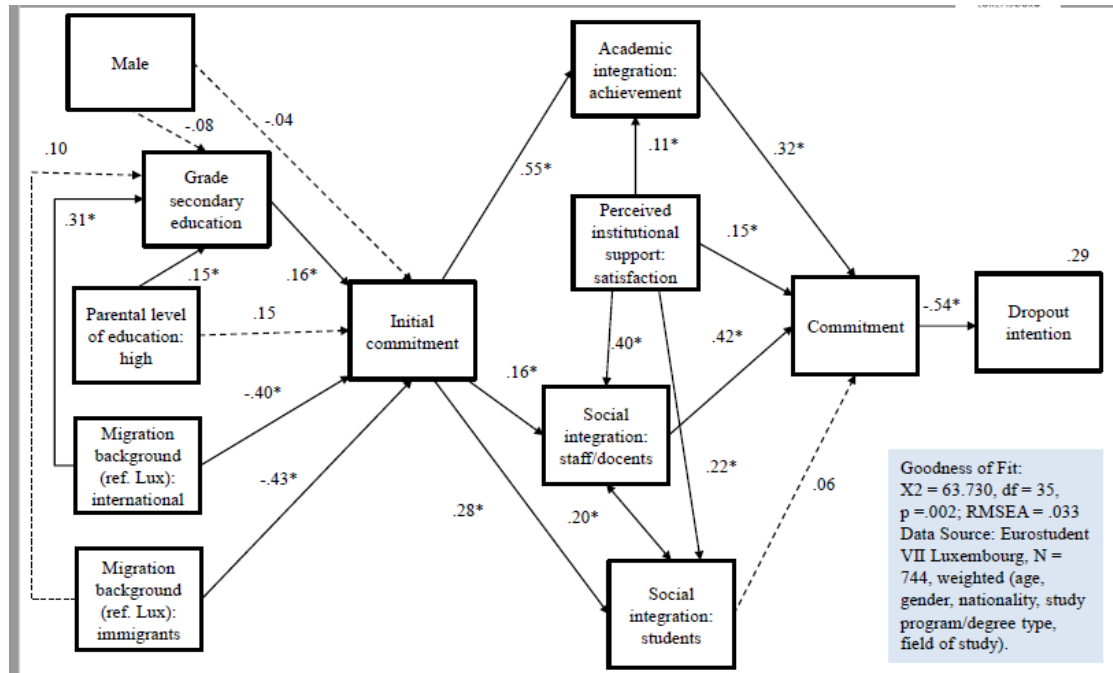 Male
Academic
integration:
achievement
-.04
-.08
.10
.11*
.32*
.55*
Grade
secondary
education
Perceived
institutional
support:
satisfaction
.31*
.15*
.15*
.16*
.29
Parental level
of education:
high
.15
Initial
commitment
Commitment
-.54*
Dropout
intention
.40*
.42*
.16*
-.40*
Migration
background
(ref. Lux):
international
Social
integration:
staff/docents
.22*
-.43*
.06
.28*
.20*
Migration
background
(ref. Lux):
immigrants
Social
integration:
students
Goodness of Fit:
X2 = 63.730, df = 35,
p =.002; RMSEA = .033
Data Source: Eurostudent
VII Luxembourg, N =
744, weighted (age,
gender, nationality, study
program/degree type,
field of study).